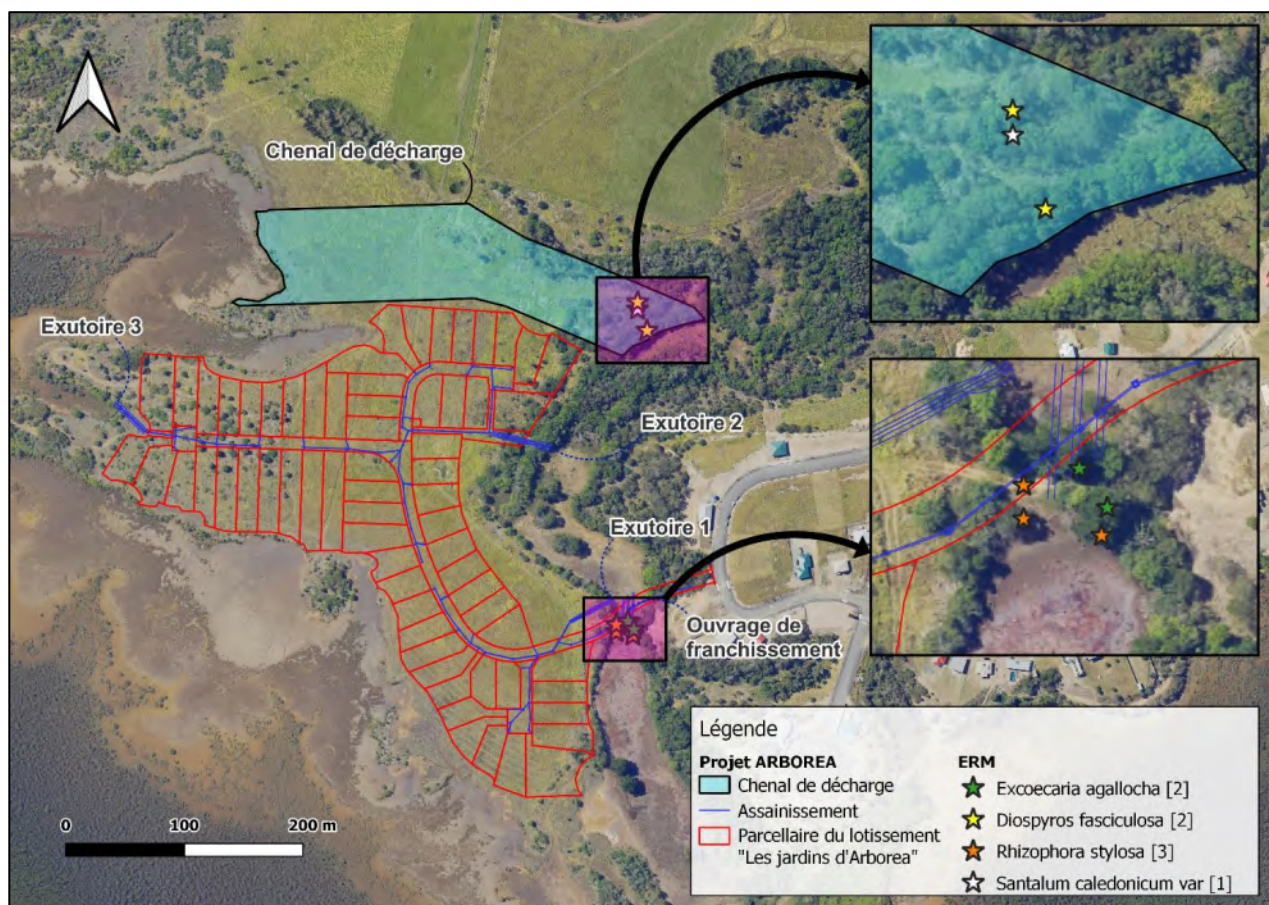 Chenal de décharge
Exutoire 3
Exutoire 2
Exutoire 1
Ouvrage de
franchissement
0
100
200 m
Légende
Projet ARBOREA
Chenal de décharge
Assainissement
Parcellaire du lotissement
"Les jardins d'Arborea"
ERM
Excoecaria agallocha [2]
Diospyros fasciculosa [2]
Rhizophora stylosa [3]
Santalum caledonicum var [1]